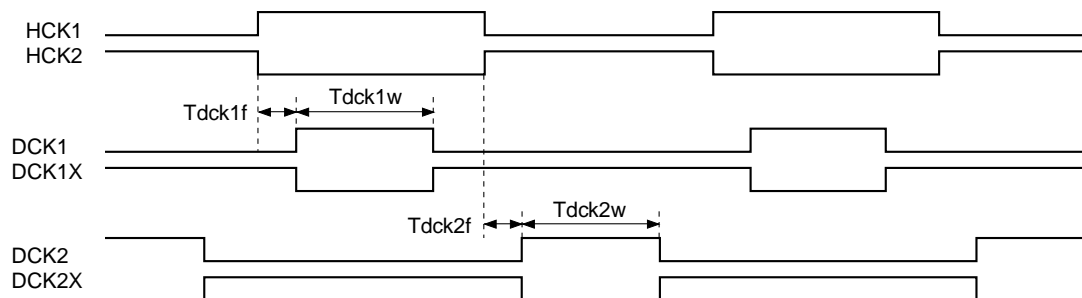 HCK1
HCK2
Tdck1f
Tdck1w
DCK1
DCK1X
Tdck2f
Tdck2w
DCK2
DCK2X